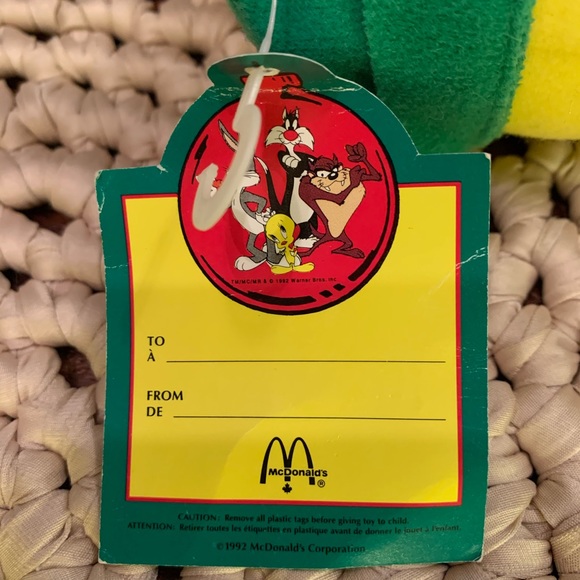 TM INDICIA & © 1992 Warner Bros. Inc.
TO
À
FROM
DE
McDonald's ®
CAUTION: Remove all plastic tags before giving toy to child.
ATTENTION: Retirer toutes les étiquettes en plastique avant de donner le jouet à l'enfant.
©1992 McDonald's Corporation